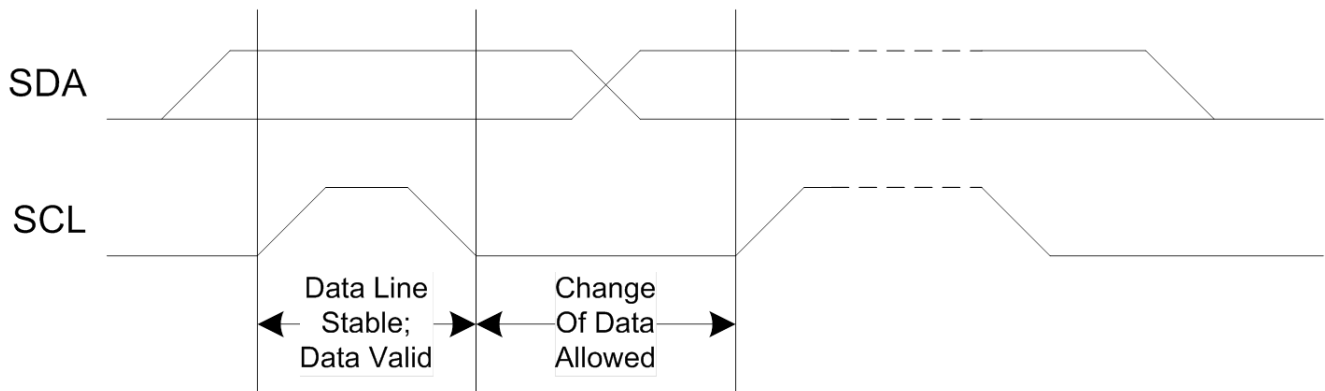 SDA
SCL
Data Line
Stable;
Data Valid
Change
Of Data
Allowed